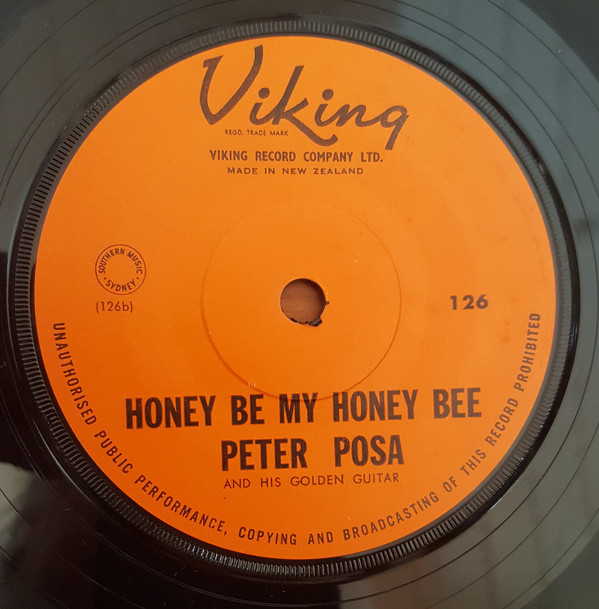 Viking
REGD. TRADE MARK
VIKING RECORD COMPANY LTD.
MADE IN NEW ZEALAND
SOUTHERN MUSIC
• SYDNEY •
(126b)
126
HONEY BE MY HONEY BEE
PETER POSA
AND HIS GOLDEN GUITAR
UNAUTHORISED PUBLIC PERFORMANCE, COPYING AND BROADCASTING OF THIS RECORD PROHIBITED